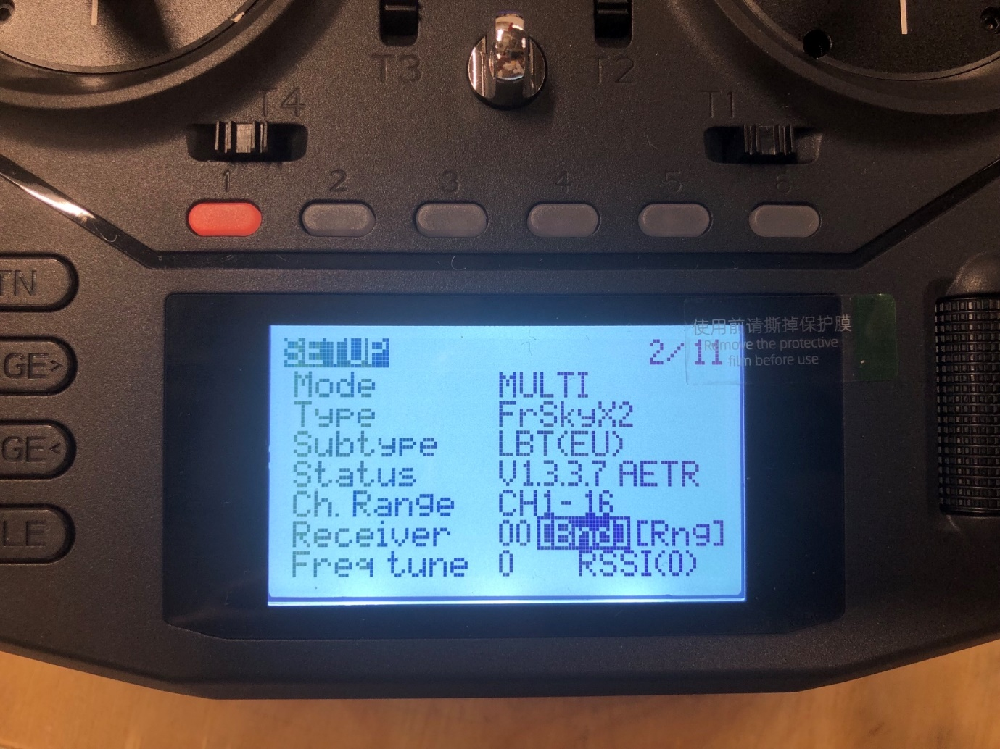 T3
T2
T4
T1
1 2 3 4 5 6
TN
GE>
GE<
LE
使用前请撕掉保护膜
Remove the protective
film before use
SETUP 2/11
Mode MULTI
Type FrSkyX2
Subtype LBT(EU)
Status V1.3.3.7 AETR
Ch. Range CH1-16
Receiver 00 [Bnd] [Rng]
Freq tune 0 RSSI(0)